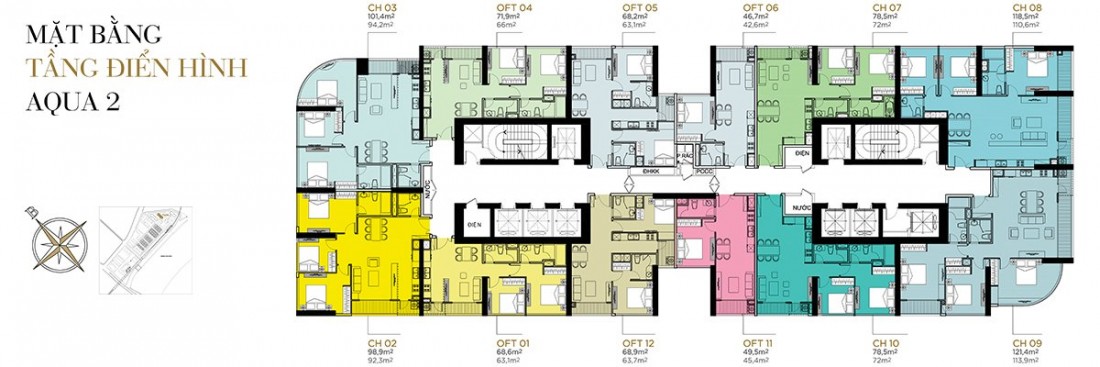 MẶT BẰNG
TẦNG ĐIỂN HÌNH
AQUA 2
CH 03
101,4m²
94,2m²
OFT 04
71,9m²
66m²
OFT 05
68,2m²
63,1m²
OFT 06
46,7m²
42,6m²
CH 07
78,5m²
72m²
CH 08
118,5m²
110,6m²
ĐIỆN
P.RÁC
ĐHKK
PCCC
NƯỚC
ĐIỆN
NƯỚC
CH 02
98,9m²
92,3m²
OFT 01
68,6m²
63,1m²
OFT 12
68,9m²
63,7m²
OFT 11
49,5m²
45,4m²
CH 10
78,5m²
72m²
CH 09
121,4m²
113,9m²